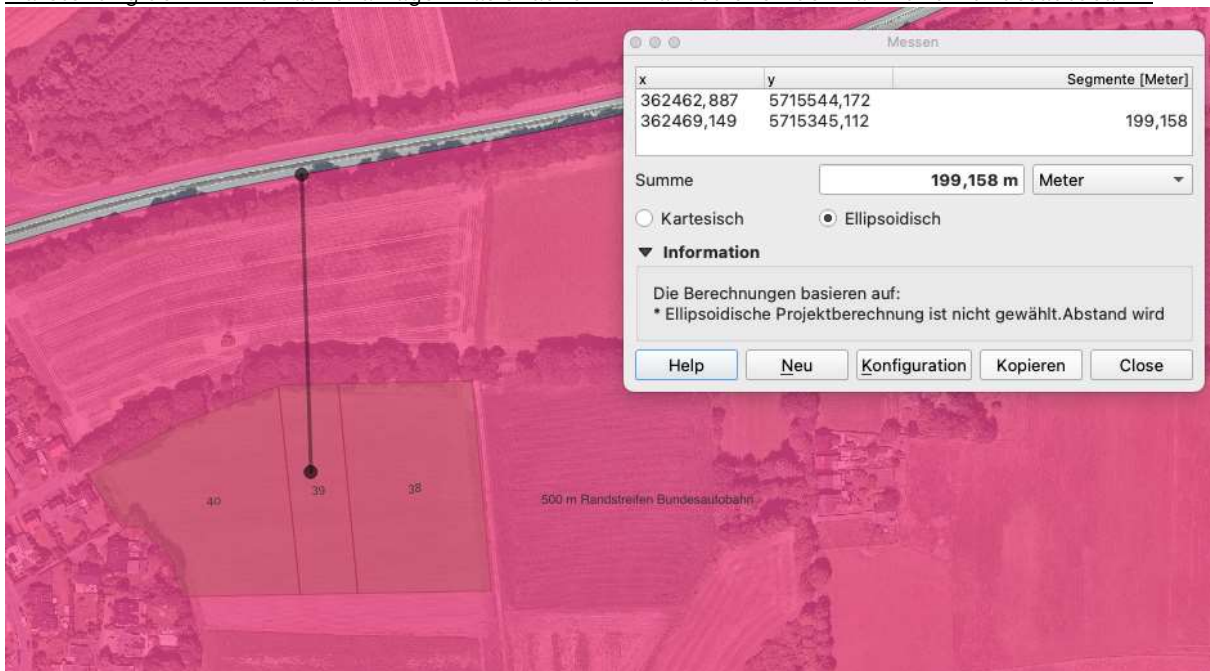 Messen
x y Segmente [Meter]
362462,887 5715544,172
362469,149 5715345,112 199,158
Summe 199,158 m Meter
Kartesisch Ellipsoidisch
Information
Die Berechnungen basieren auf:
* Ellipsoidische Projektberechnung ist nicht gewählt.Abstand wird
Help Neu Konfiguration Kopieren Close
40 39 38
500 m Randstreifen Bundesautobahn